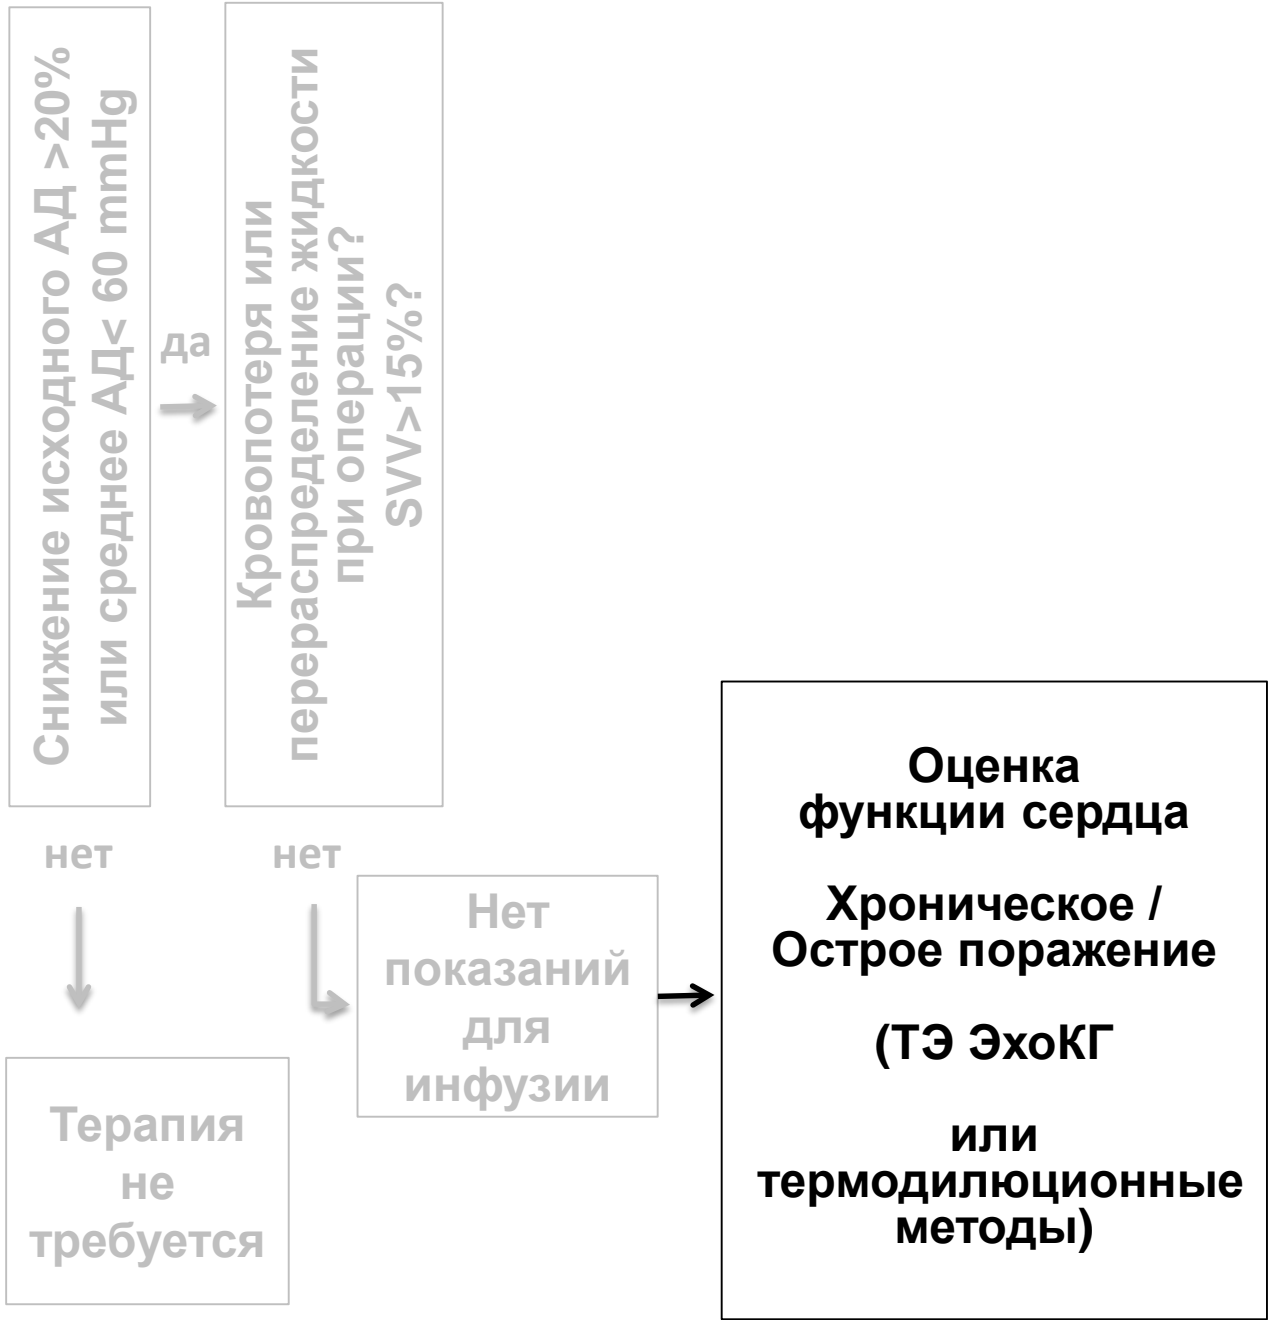 Снижение исходного АД >20%
или среднее АД< 60 mmHg
да
Кровопотеря или
перераспределение жидкости
при операции?
SVV>15%?
нет
нет
Терапия
не
требуется
Нет
показаний
для
инфузии
Оценка
функции сердца
Хроническое /
Острое поражение
(ТЭ ЭхоКГ
или
термодилюционные
методы)